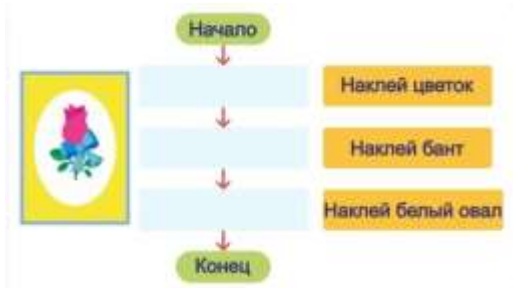 Начало
Наклей цветок
Наклей бант
Наклей белый овал
Конец